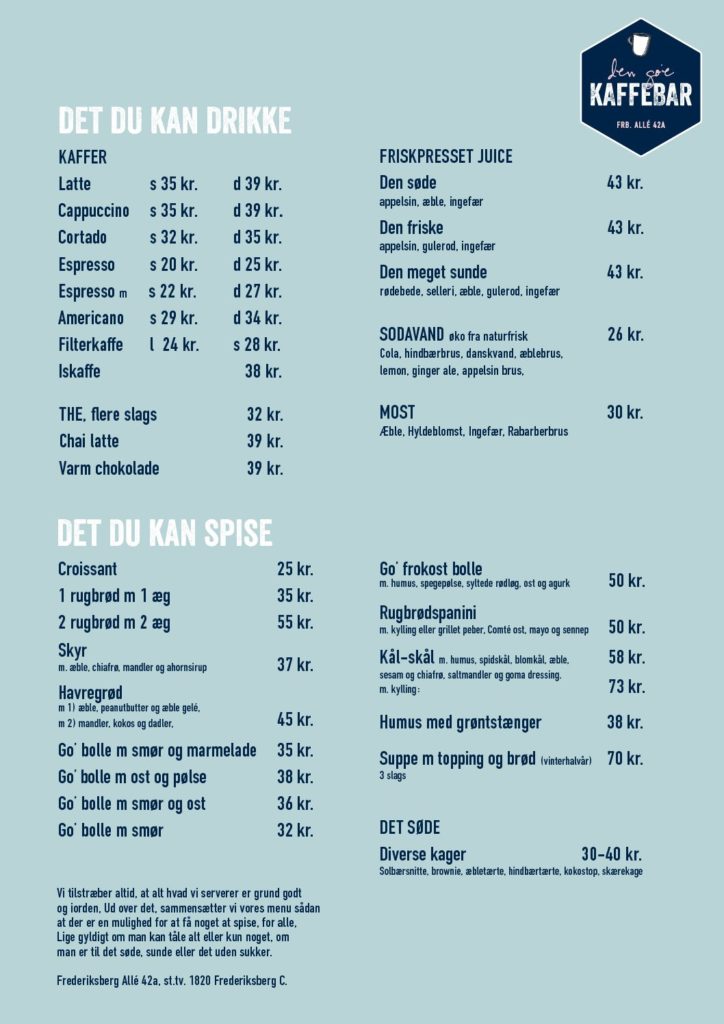 den go'e
KAFFEBAR
FRB. ALLÉ 42A
DET DU KAN DRIKKE
KAFFER
Latte s 35 kr. d 39 kr.
Cappuccino s 35 kr. d 39 kr.
Cortado s 32 kr. d 35 kr.
Espresso s 20 kr. d 25 kr.
Espresso m s 22 kr. d 27 kr.
Americano s 29 kr. d 34 kr.
Filterkaffe l 24 kr. s 28 kr.
Iskaffe 38 kr.
THE, flere slags 32 kr.
Chai latte 39 kr.
Varm chokolade 39 kr.
FRISKPRESSET JUICE
Den søde 43 kr.
appelsin, æble, ingefær
Den friske 43 kr.
appelsin, gulerod, ingefær
Den meget sunde 43 kr.
rødebede, selleri, æble, gulerod, ingefær
SODAVAND øko fra naturfrisk 26 kr.
Cola, hindbærbrus, danskvand, æblebrus,
lemon, ginger ale, appelsin brus,
MOST 30 kr.
Æble, Hyldeblomst, Ingefær, Rabarberbrus
DET DU KAN SPISE
Croissant 25 kr.
1 rugbrød m 1 æg 35 kr.
2 rugbrød m 2 æg 55 kr.
Skyr
m. æble, chiafrø, mandler og ahornsirup 37 kr.
Havregrød
m 1) æble, peanutbutter og æble gelé,
m 2) mandler, kokos og dadler, 45 kr.
Go' bolle m smør og marmelade 35 kr.
Go' bolle m ost og pølse 38 kr.
Go' bolle m smør og ost 36 kr.
Go' bolle m smør 32 kr.
Go' frokost bolle
m. humus, spegepølse, syltede rødløg, ost og agurk 50 kr.
Rugbrødspanini
m. kylling eller grillet peber, Comté ost, mayo og sennep 50 kr.
Kål-skål m. humus, spidskål, blomkål, æble, 58 kr.
sesam og chiafrø, saltmandler og goma dressing.
m. kylling: 73 kr.
Humus med grøntstænger 38 kr.
Suppe m topping og brød (vinterhalvår) 70 kr.
3 slags
DET SØDE
Diverse kager 30-40 kr.
Solbærsnitte, brownie, æbletærte, hindbærtærte, kokostop, skærekage
Vi tilstræber altid, at alt hvad vi serverer er grund godt
og iorden, Ud over det, sammensætter vi vores menu sådan
at der er en mulighed for at få noget at spise, for alle,
Lige gyldigt om man kan tåle alt eller kun noget, om
man er til det søde, sunde eller det uden sukker.
Frederiksberg Allé 42a, st.tv. 1820 Frederiksberg C.